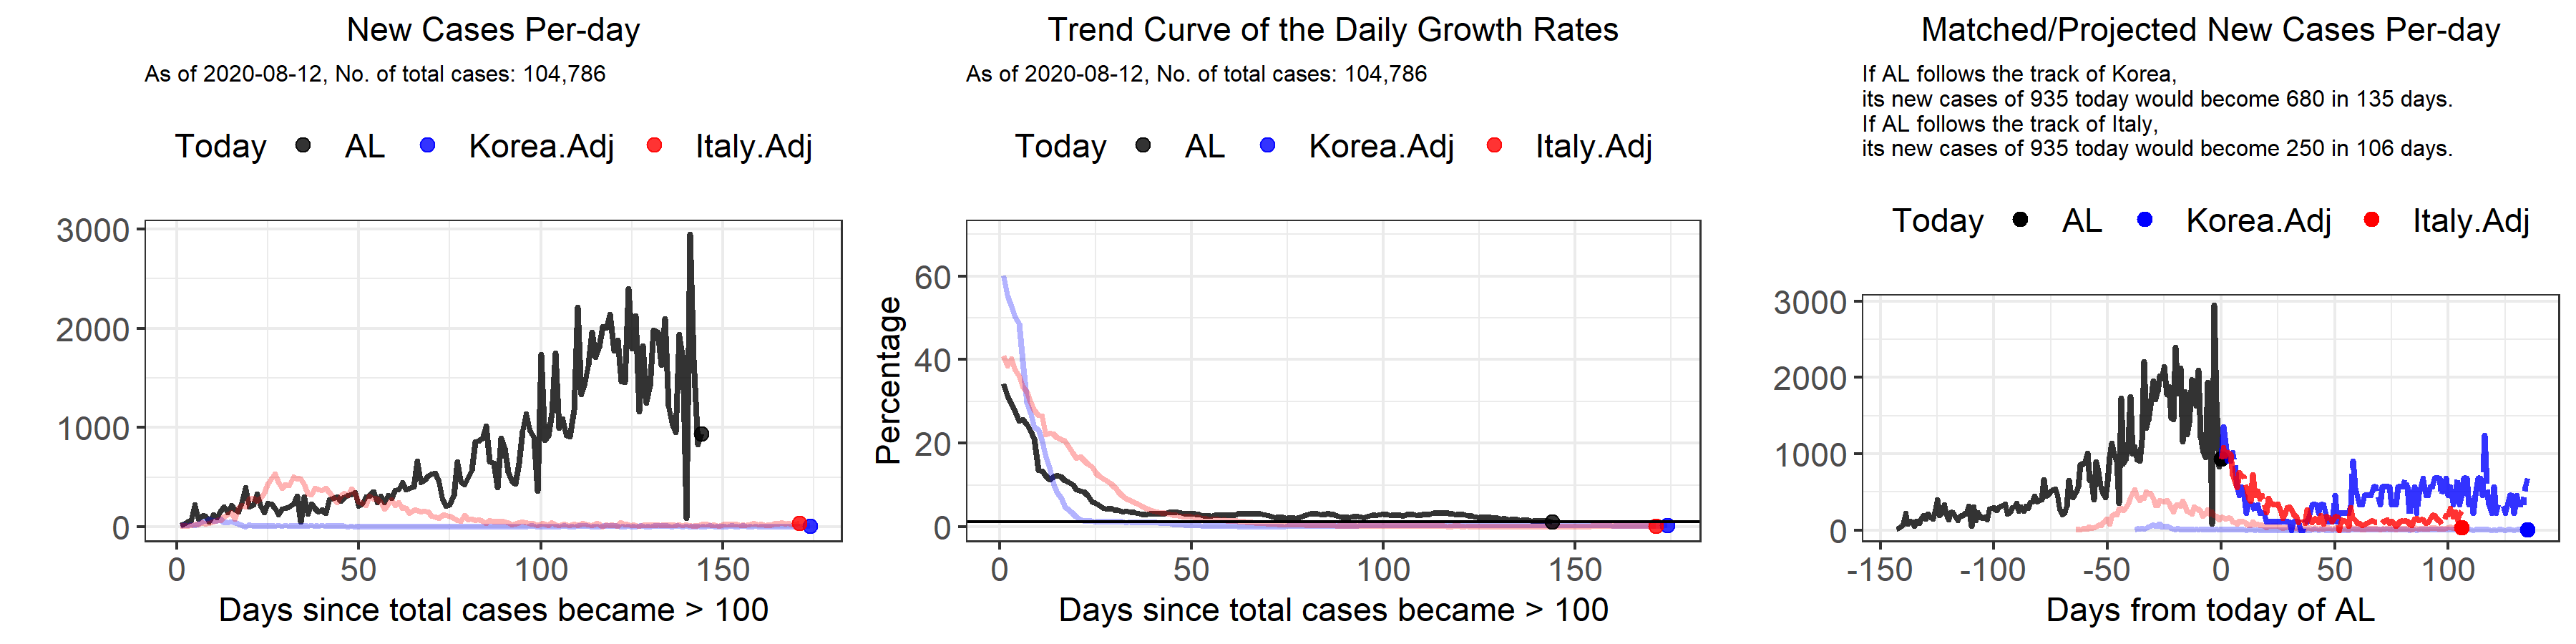 New Cases Per-day
As of 2020-08-12, No. of total cases: 104,786
Today AL Korea.Adj Italy.Adj
3000
2000
1000
0
0 50 100 150
Days since total cases became > 100
Trend Curve of the Daily Growth Rates
As of 2020-08-12, No. of total cases: 104,786
Today AL Korea.Adj Italy.Adj
Percentage
60
40
20
0
0 50 100 150
Days since total cases became > 100
Matched/Projected New Cases Per-day
If AL follows the track of Korea,
its new cases of 935 today would become 680 in 135 days.
If AL follows the track of Italy,
its new cases of 935 today would become 250 in 106 days.
Today AL Korea.Adj Italy.Adj
3000
2000
1000
0
-150 -100 -50 0 50 100
Days from today of AL